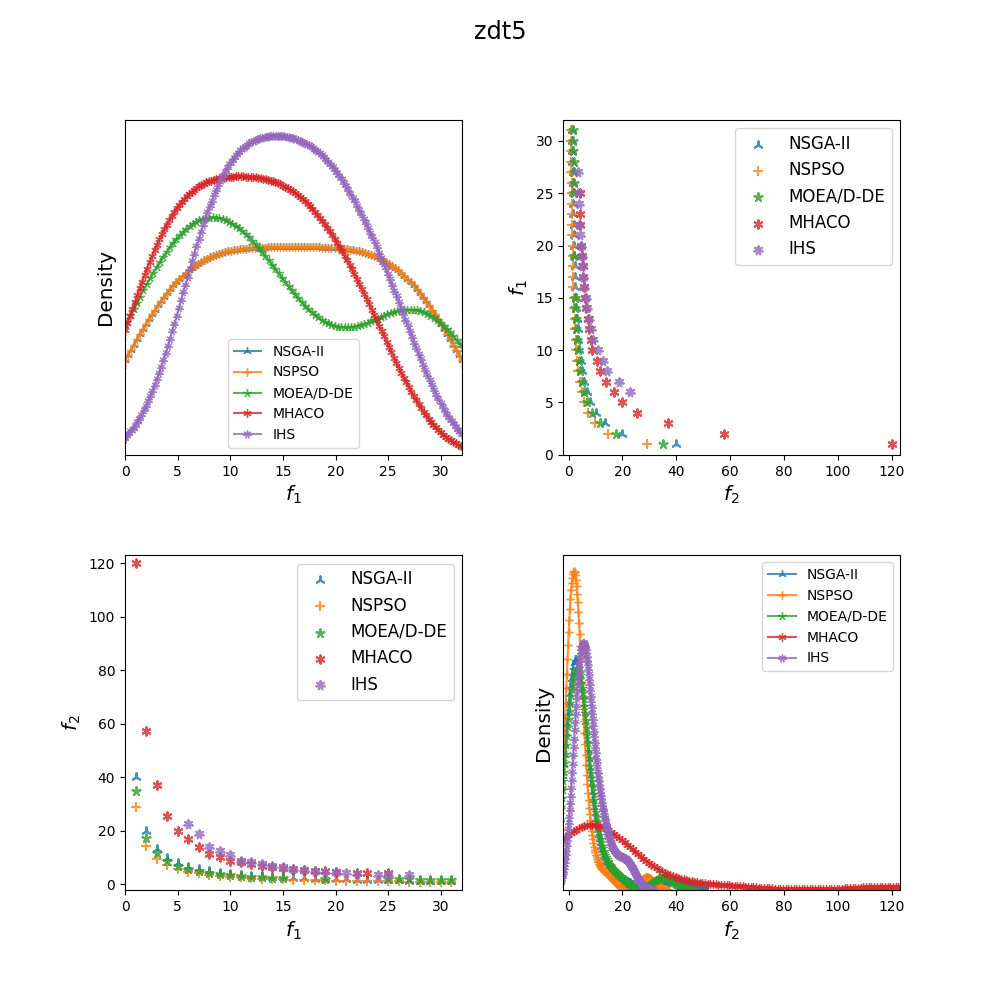 zdt5
Density
NSGA-II
NSPSO
MOEA/D-DE
MHACO
IHS
0 5 10 15 20 25 30
f1
f1
30
25
20
15
10
5
0
NSGA-II
NSPSO
MOEA/D-DE
MHACO
IHS
0 20 40 60 80 100 120
f2
f2
120
100
80
60
40
20
0
NSGA-II
NSPSO
MOEA/D-DE
MHACO
IHS
0 5 10 15 20 25 30
f1
Density
NSGA-II
NSPSO
MOEA/D-DE
MHACO
IHS
0 20 40 60 80 100 120
f2